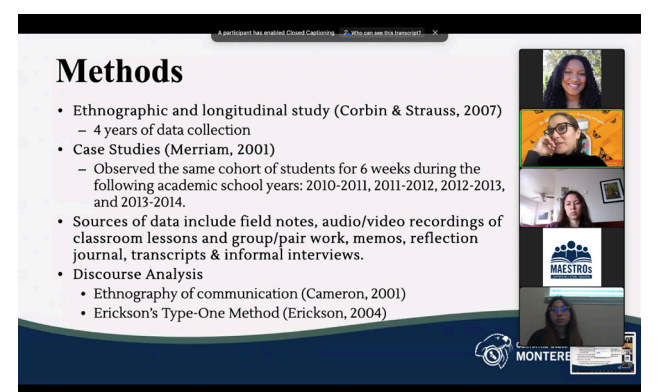 A participant has enabled Closed Captioning Who can see this transcript?
Methods
• Ethnographic and longitudinal study (Corbin & Strauss, 2007)
– 4 years of data collection
• Case Studies (Merriam, 2001)
– Observed the same cohort of students for 6 weeks during the
following academic school years: 2010-2011, 2011-2012, 2012-2013,
and 2013-2014.
• Sources of data include field notes, audio/video recordings of
classroom lessons and group/pair work, memos, reflection
journal, transcripts & informal interviews.
• Discourse Analysis
• Ethnography of communication (Cameron, 2001)
• Erickson's Type-One Method (Erickson, 2004)
MAESTROs
MONTERE